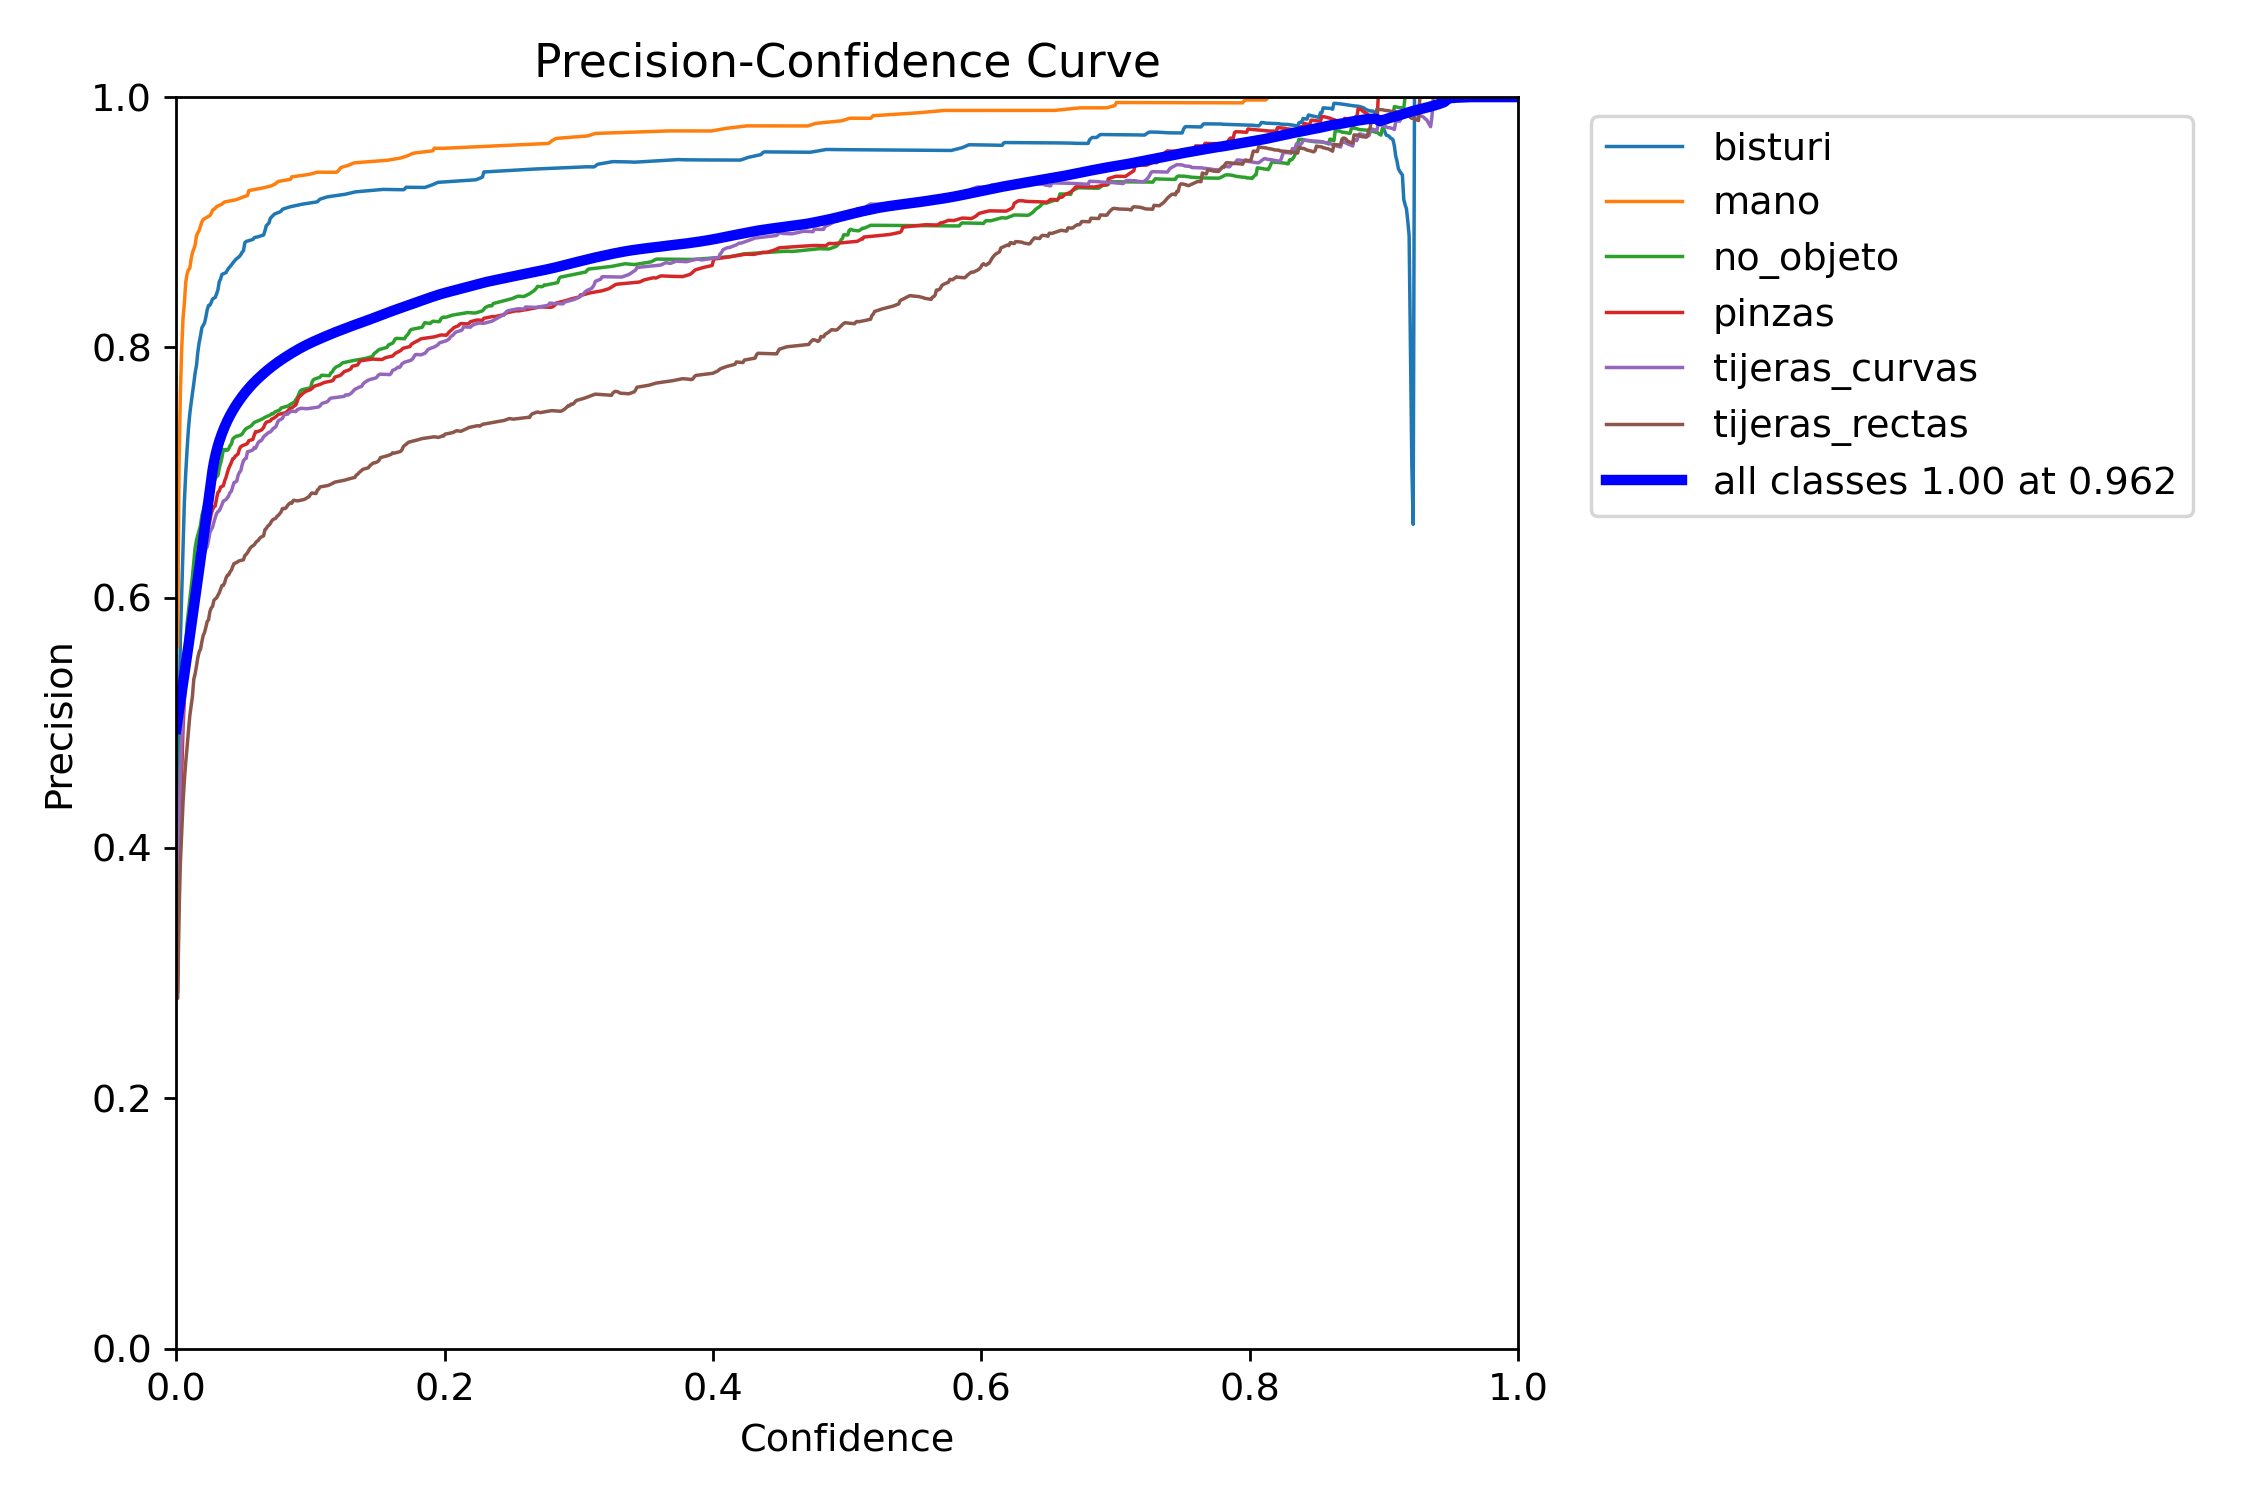 Precision-Confidence Curve
1.0
0.8
0.6
0.4
0.2
0.0
Precision
0.0 0.2 0.4 0.6 0.8 1.0
Confidence
bisturi
mano
no_objeto
pinzas
tijeras_curvas
tijeras_rectas
all classes 1.00 at 0.962